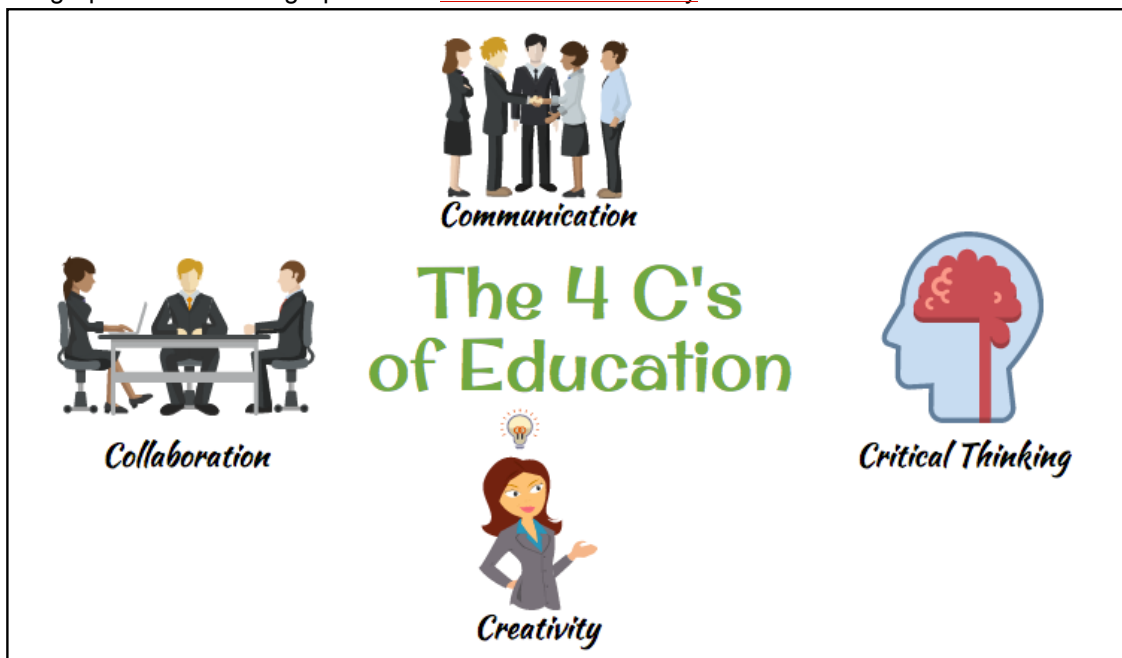 Communication
The 4 C's
of Education
Collaboration
Critical Thinking
Creativity